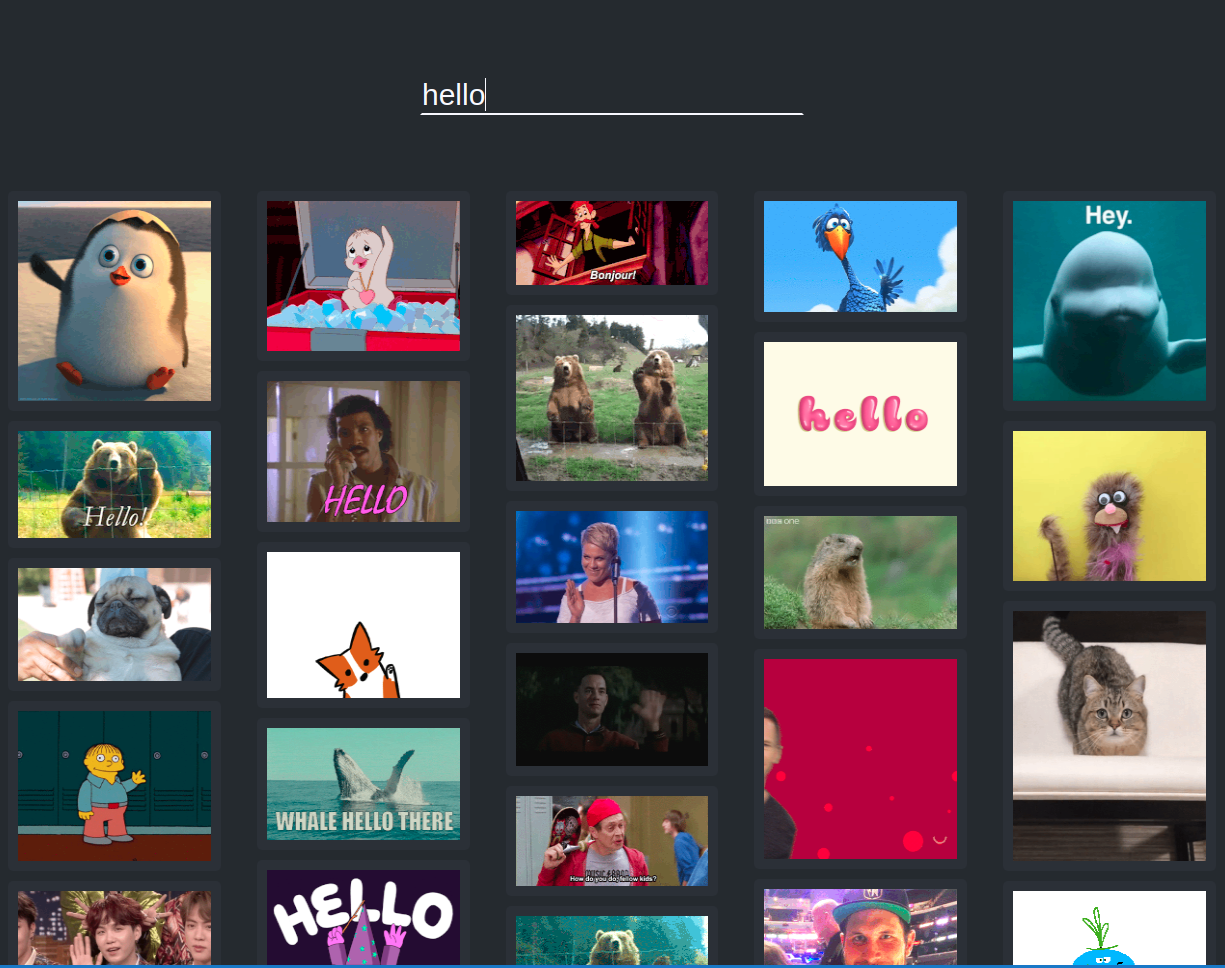 hello
Hey.
Bonjour!
hello
Hello!
HELLO
BBC one
WHALE HELLO THERE
How do you do, fellow kids?
HELLO